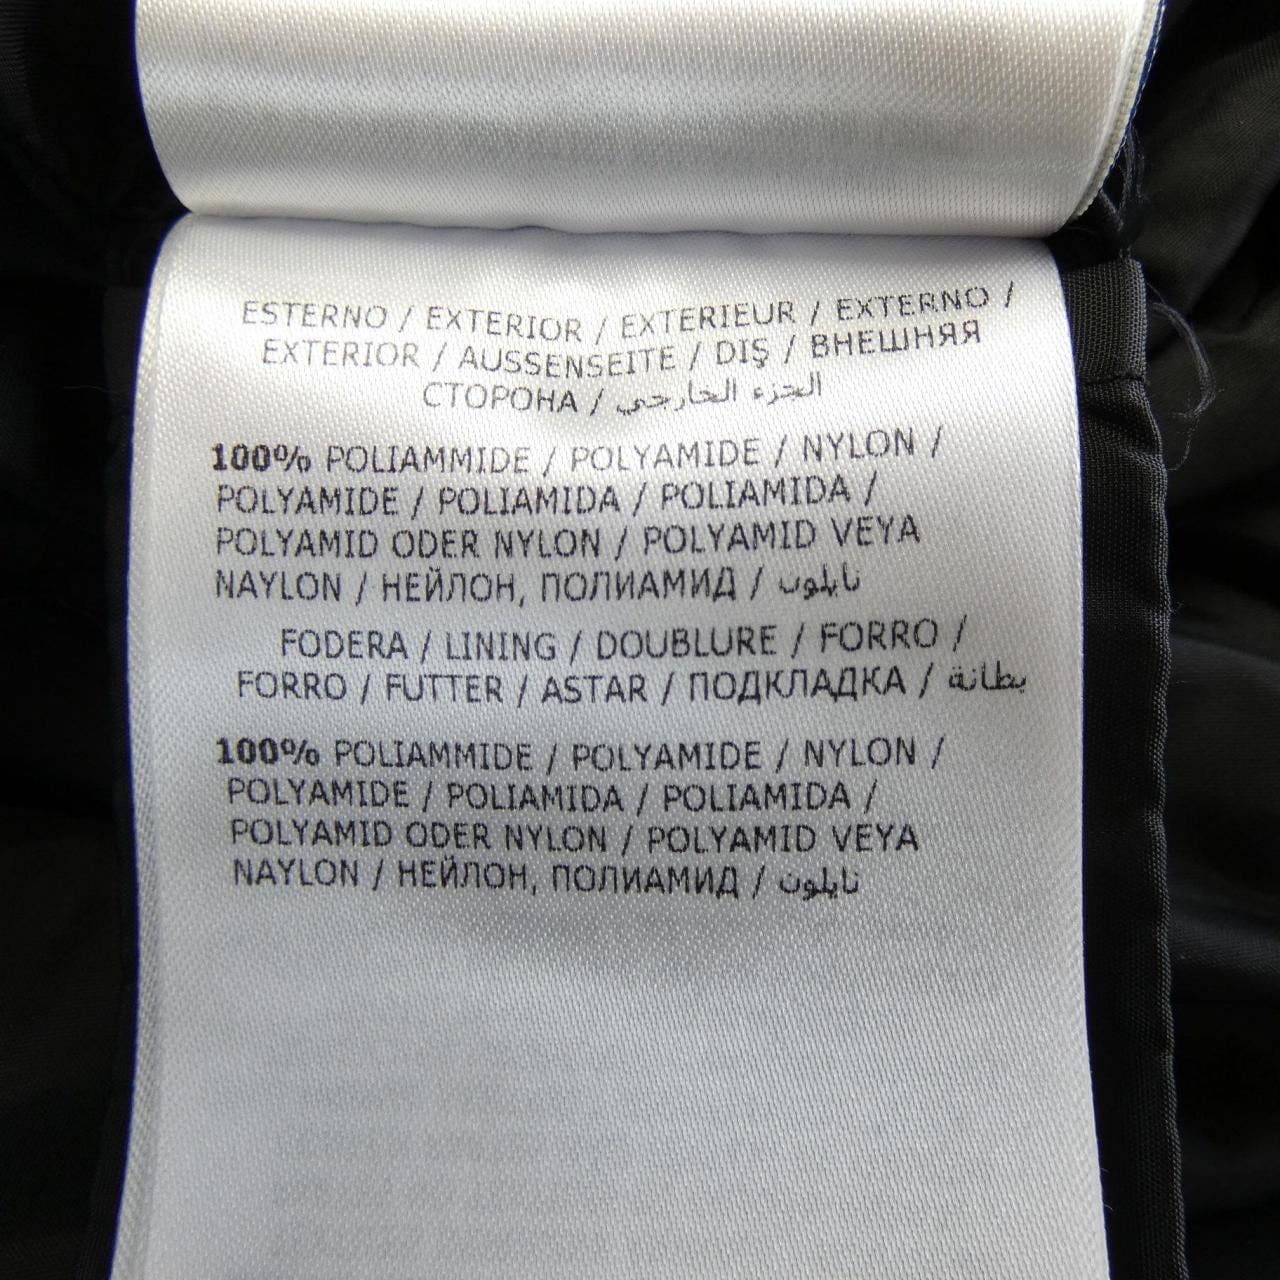 ESTERNO / EXTERIOR / EXTERIEUR / EXTERNO /
EXTERIOR / AUSSENSEITE / DIŞ / ВНЕШНЯЯ
СТОРОНА / الجزء الخارجي
100% POLIAMMIDE / POLYAMIDE / NYLON /
POLYAMIDE / POLIAMIDA / POLIAMIDA /
POLYAMID ODER NYLON / POLYAMID VEYA
NAYLON / НЕЙЛОН, ПОЛИАМИД / نايلون
FODERA / LINING / DOUBLURE / FORRO /
FORRO / FUTTER / ASTAR / ПОДКЛАДКА / بطانة
100% POLIAMMIDE / POLYAMIDE / NYLON /
POLYAMIDE / POLIAMIDA / POLIAMIDA /
POLYAMID ODER NYLON / POLYAMID VEYA
NAYLON / НЕЙЛОН, ПОЛИАМИД / نايلون